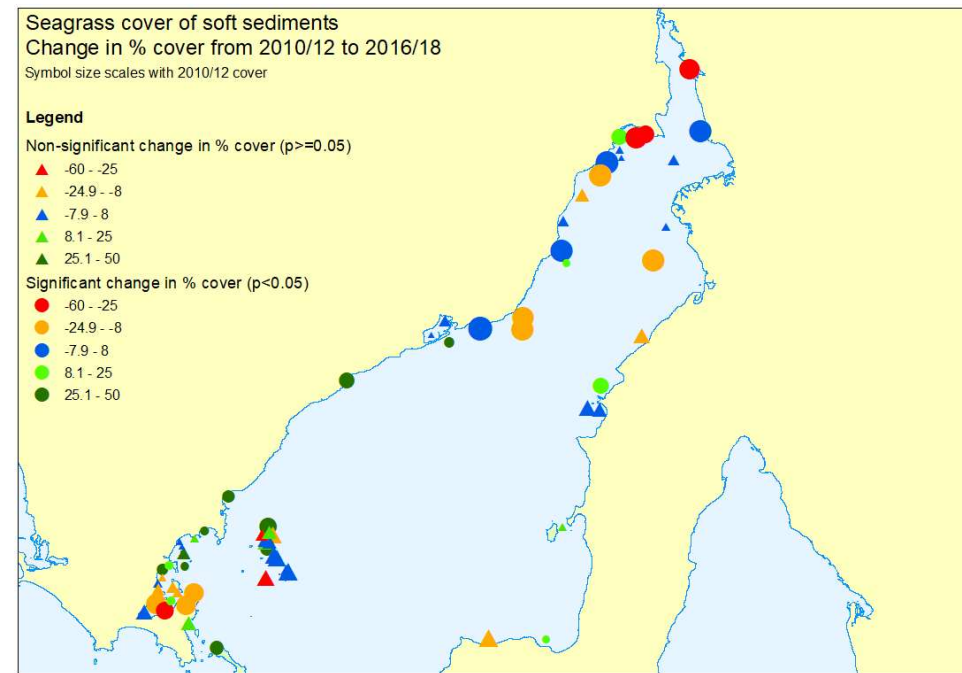 Seagrass cover of soft sediments
Change in % cover from 2010/12 to 2016/18
Symbol size scales with 2010/12 cover
Legend
Non-significant change in % cover (p>=0.05)
-60 - -25
-24.9 - -8
-7.9 - 8
8.1 - 25
25.1 - 50
Significant change in % cover (p<0.05)
-60 - -25
-24.9 - -8
-7.9 - 8
8.1 - 25
25.1 - 50